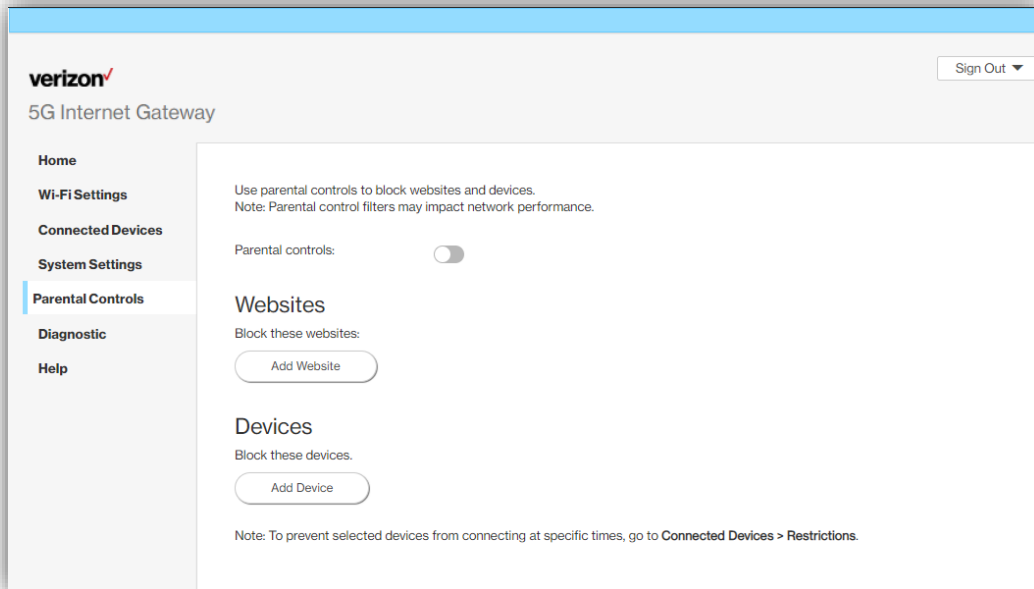 verizon✓
Sign Out
5G Internet Gateway
Home
Wi-Fi Settings
Connected Devices
System Settings
Parental Controls
Diagnostic
Help
Use parental controls to block websites and devices.
Note: Parental control filters may impact network performance.
Parental controls:
Websites
Block these websites:
Add Website
Devices
Block these devices.
Add Device
Note: To prevent selected devices from connecting at specific times, go to Connected Devices > Restrictions.